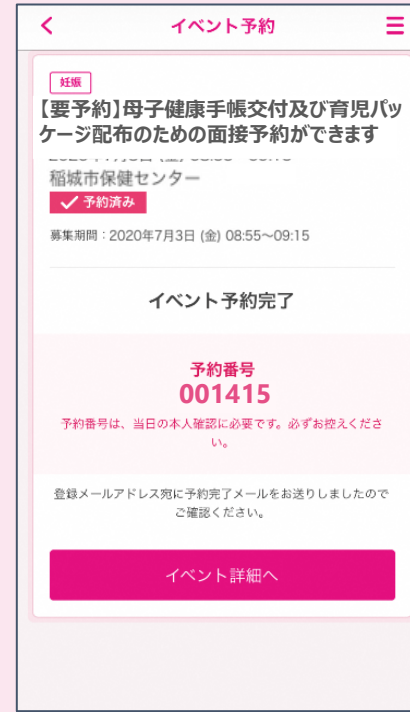 イベント予約
妊娠
【要予約】母子健康手帳交付及び育児パッ
ケージ配布のための面接予約ができます
稲城市保健センター
予約済み
募集期間：2020年7月3日 (金) 08:55〜09:15
イベント予約完了
予約番号
001415
予約番号は、当日の本人確認に必要です。必ずお控えくださ
い。
登録メールアドレス宛に予約完了メールをお送りしましたので
ご確認ください。
イベント詳細へ